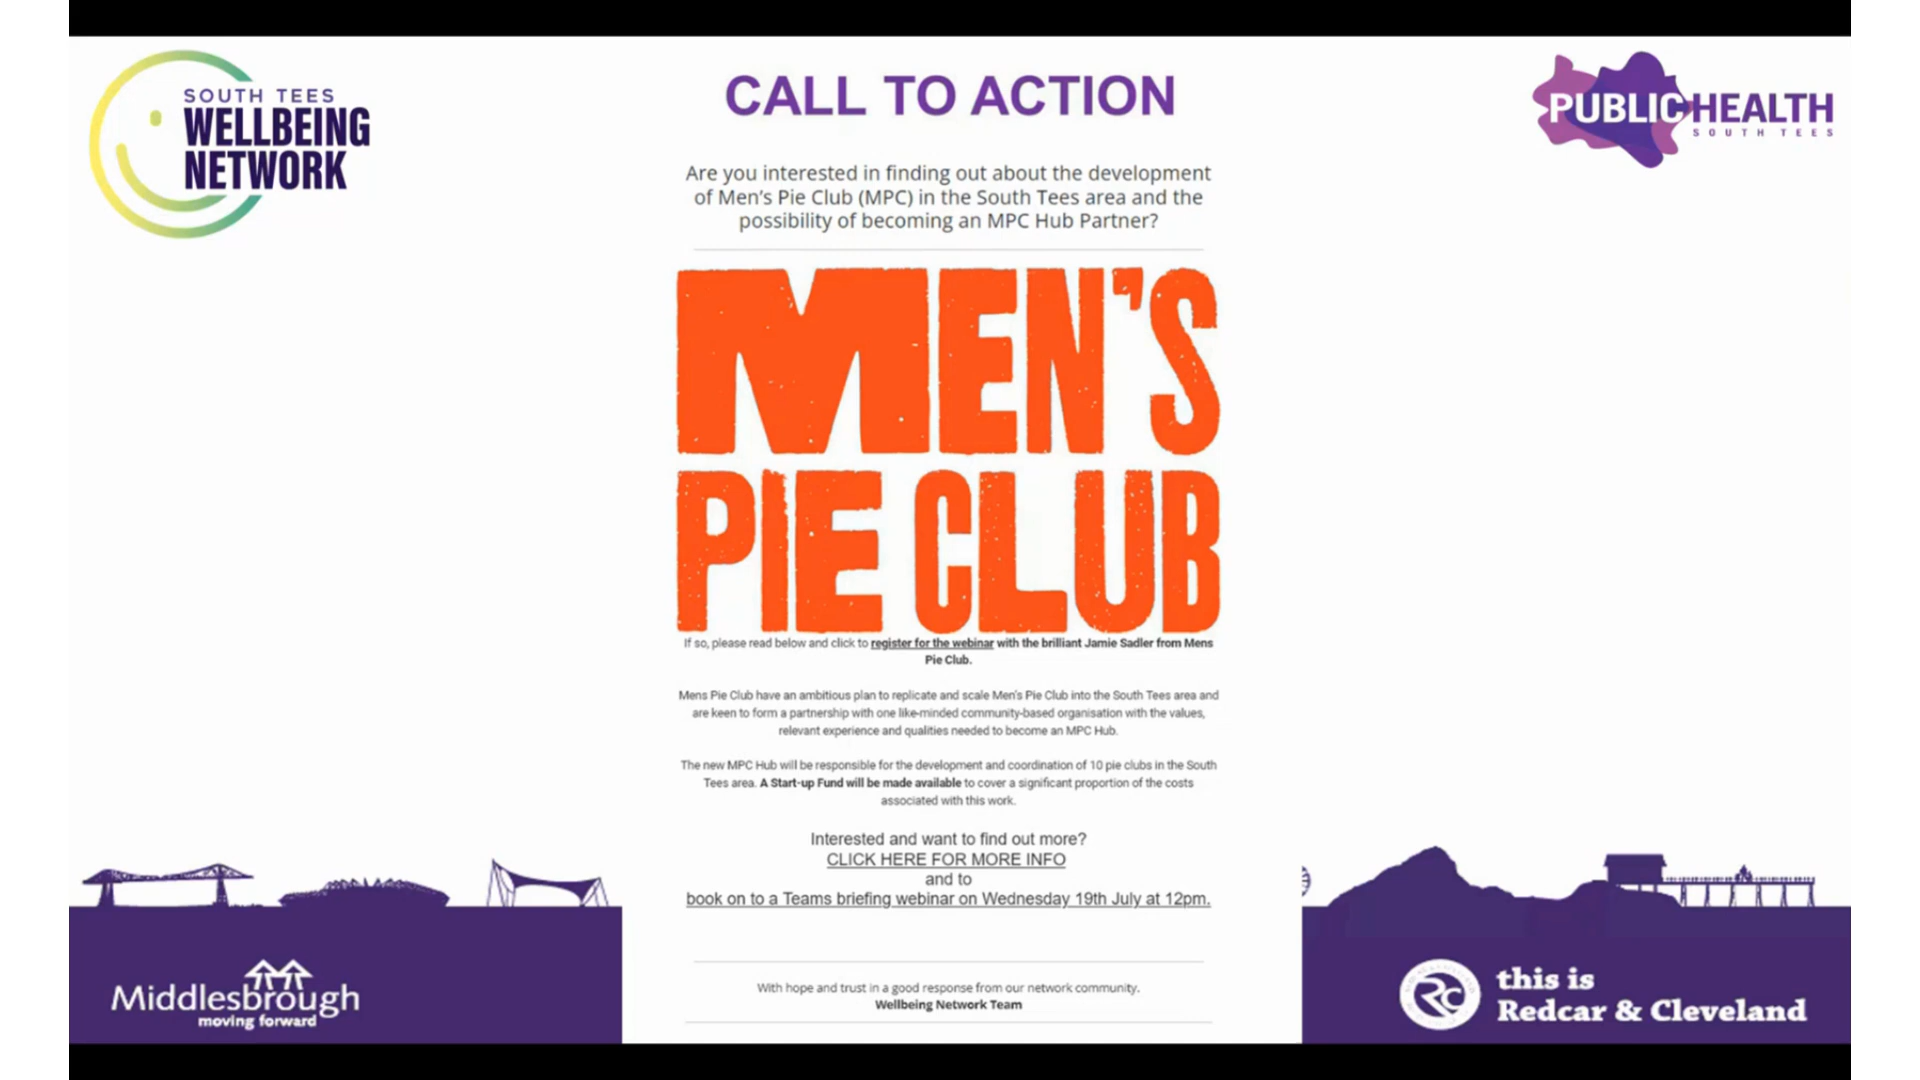 SOUTH TEES
WELLBEING
NETWORK
CALL TO ACTION
PUBLIC HEALTH
SOUTH TEES
Are you interested in finding out about the development
of Men's Pie Club (MPC) in the South Tees area and the
possibility of becoming an MPC Hub Partner?
MEN'S
PIE CLUB
If so, please read below and click to register for the webinar with the brilliant Jamie Sadler from Mens
Pie Club.
Mens Pie Club have an ambitious plan to replicate and scale Men's Pie Club into the South Tees area and
are keen to form a partnership with one like-minded community-based organisation with the values,
relevant experience and qualities needed to become an MPC Hub.
The new MPC Hub will be responsible for the development and coordination of 10 pie clubs in the South
Tees area. A Start-up Fund will be made available to cover a significant proportion of the costs
associated with this work.
Interested and want to find out more?
CLICK HERE FOR MORE INFO
and to
book on to a Teams briefing webinar on Wednesday 19th July at 12pm.
With hope and trust in a good response from our network community.
Wellbeing Network Team
Middlesbrough
moving forward
RC
this is
Redcar & Cleveland